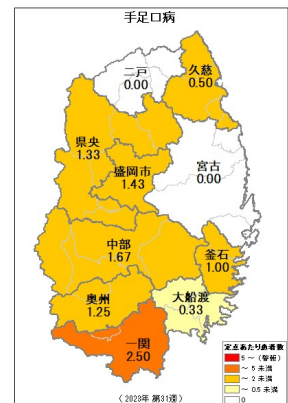 手足口病
二戸
0.00
久慈
0.50
県央
1.33
盛岡市
1.43
宮古
0.00
中部
1.67
釜石
1.00
奥州
1.25
大船渡
0.33
一関
2.50
定点あたり患者数
5～（警報）
～ 5 未満
～ 2 未満
～ 0.5 未満
0
（ 2023年 第31週）